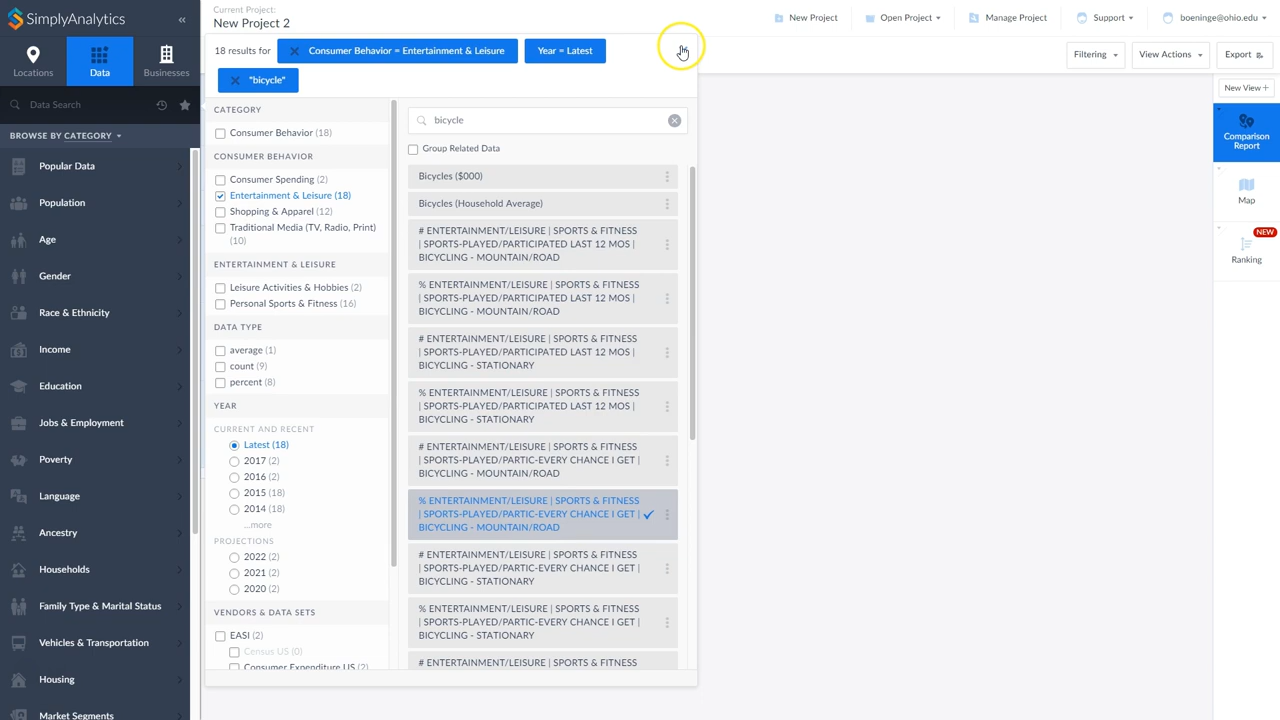 SimplyAnalytics «
Current Project:
New Project 2
New Project
Open Project
Manage Project
Support
boeninge@ohio.edu
Locations
Data
Businesses
18 results for
Consumer Behavior = Entertainment & Leisure
Year = Latest
"bicycle"
Filtering
View Actions
Export
Data Search
BROWSE BY CATEGORY
Popular Data
Population
Age
Gender
Race & Ethnicity
Income
Education
Jobs & Employment
Poverty
Language
Ancestry
Households
Family Type & Marital Status
Vehicles & Transportation
Housing
Market Segments
CATEGORY
Consumer Behavior (18)
CONSUMER BEHAVIOR
Consumer Spending (2)
Entertainment & Leisure (18)
Shopping & Apparel (12)
Traditional Media (TV, Radio, Print)
(10)
ENTERTAINMENT & LEISURE
Leisure Activities & Hobbies (2)
Personal Sports & Fitness (16)
DATA TYPE
average (1)
count (9)
percent (8)
YEAR
CURRENT AND RECENT
Latest (18)
2017 (2)
2016 (2)
2015 (18)
2014 (18)
...more
PROJECTIONS
2022 (2)
2021 (2)
2020 (2)
VENDORS & DATA SETS
EASI (2)
Census US (0)
Consumer Expenditure US (2)
bicycle
Group Related Data
Bicycles ($000)
Bicycles (Household Average)
# ENTERTAINMENT/LEISURE | SPORTS & FITNESS
| SPORTS-PLAYED/PARTICIPATED LAST 12 MOS |
BICYCLING - MOUNTAIN/ROAD
% ENTERTAINMENT/LEISURE | SPORTS & FITNESS
| SPORTS-PLAYED/PARTICIPATED LAST 12 MOS |
BICYCLING - MOUNTAIN/ROAD
# ENTERTAINMENT/LEISURE | SPORTS & FITNESS
| SPORTS-PLAYED/PARTICIPATED LAST 12 MOS |
BICYCLING - STATIONARY
% ENTERTAINMENT/LEISURE | SPORTS & FITNESS
| SPORTS-PLAYED/PARTICIPATED LAST 12 MOS |
BICYCLING - STATIONARY
# ENTERTAINMENT/LEISURE | SPORTS & FITNESS
| SPORTS-PLAYED/PARTIC-EVERY CHANCE I GET |
BICYCLING - MOUNTAIN/ROAD
% ENTERTAINMENT/LEISURE | SPORTS & FITNESS
| SPORTS-PLAYED/PARTIC-EVERY CHANCE I GET |
BICYCLING - MOUNTAIN/ROAD
# ENTERTAINMENT/LEISURE | SPORTS & FITNESS
| SPORTS-PLAYED/PARTIC-EVERY CHANCE I GET |
BICYCLING - STATIONARY
% ENTERTAINMENT/LEISURE | SPORTS & FITNESS
| SPORTS-PLAYED/PARTIC-EVERY CHANCE I GET |
BICYCLING - STATIONARY
# ENTERTAINMENT/LEISURE | SPORTS & FITNESS
New View +
Comparison
Report
Map
NEW
Ranking